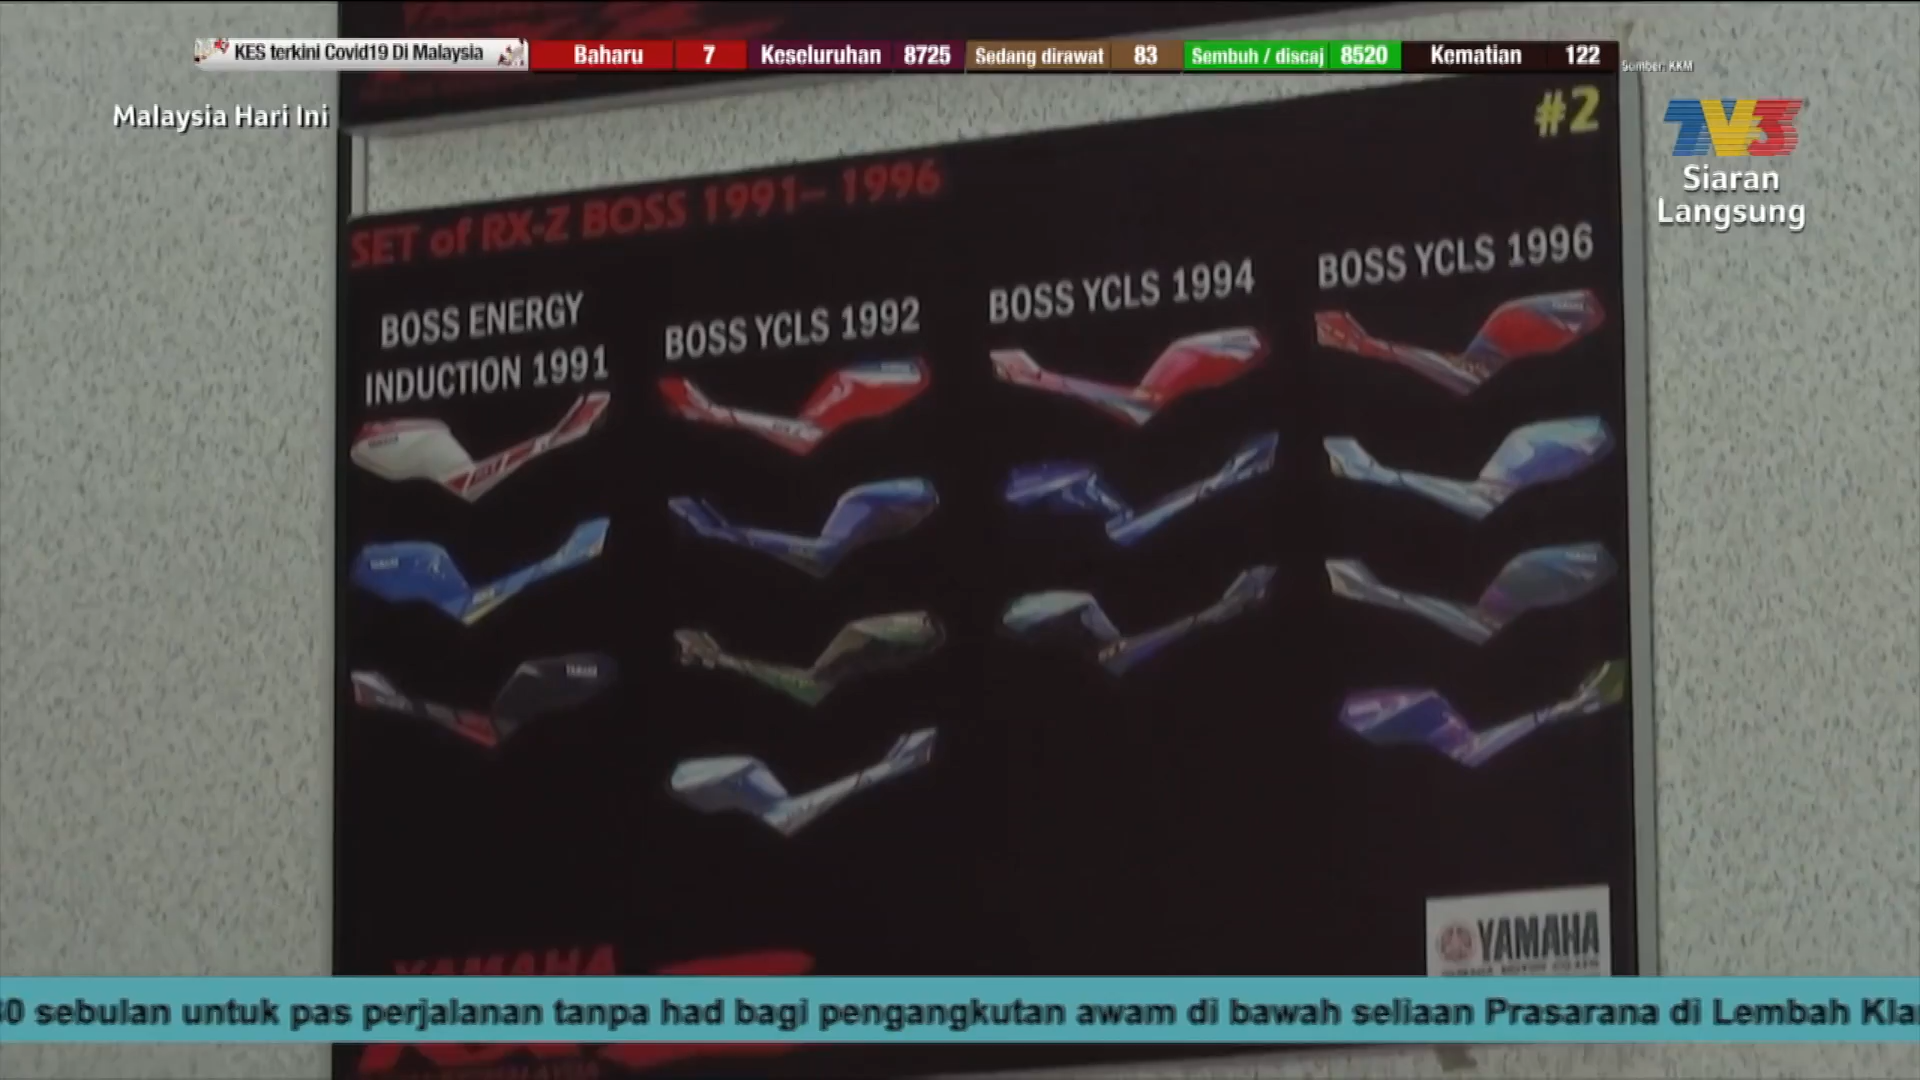 KES terkini Covid19 Di Malaysia Baharu 7 Keseluruhan 8725 Sedang dirawat 83 Sembuh / discaj 8520 Kematian 122
Sumber: KKM
Malaysia Hari Ini
TV3
Siaran
Langsung
#2
SET of RX-Z BOSS 1991– 1996
BOSS ENERGY
INDUCTION 1991
BOSS YCLS 1992
BOSS YCLS 1994
BOSS YCLS 1996
YAMAHA
YAMAHA
sebulan untuk pas perjalanan tanpa had bagi pengangkutan awam di bawah seliaan Prasarana di Lembah Kla